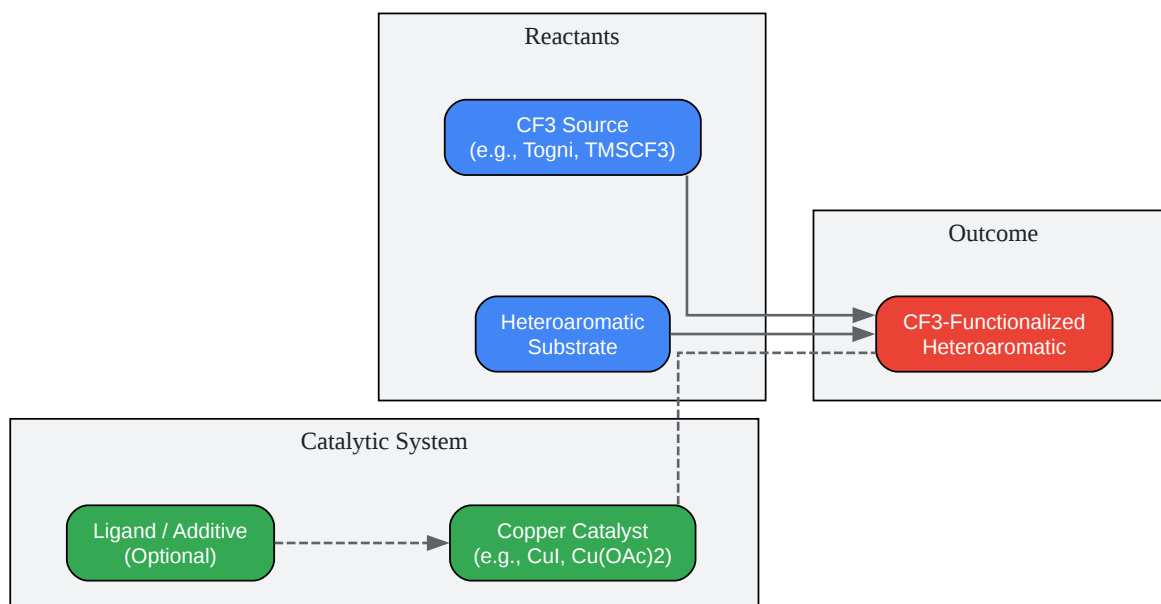 Reactants
CF3 Source
(e.g., Togni, TMSCF3)
Heteroaromatic
Substrate
Outcome
CF3-Functionalized
Heteroaromatic
Catalytic System
Ligand / Additive
(Optional)
Copper Catalyst
(e.g., CuI, Cu(OAc)2)